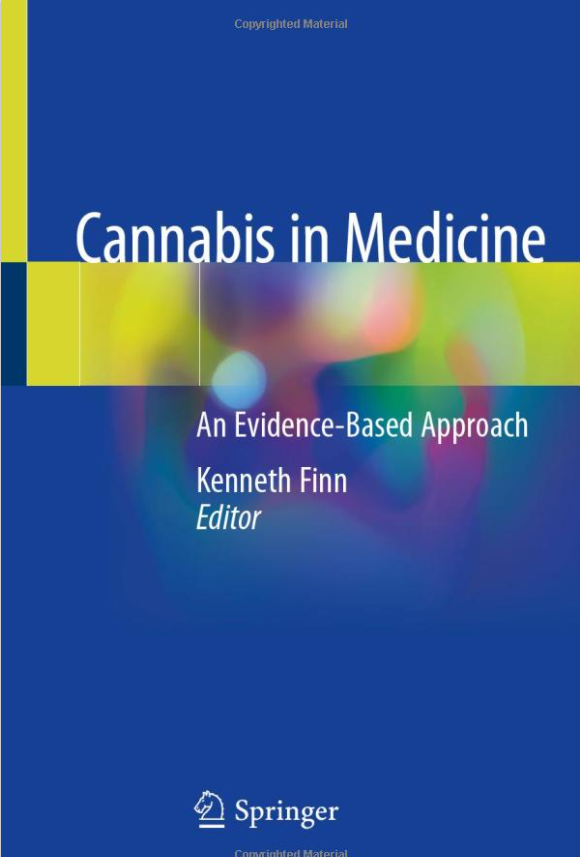 Copyrighted Material
Cannabis in Medicine
An Evidence-Based Approach
Kenneth Finn
Editor
Springer
Copyrighted Material